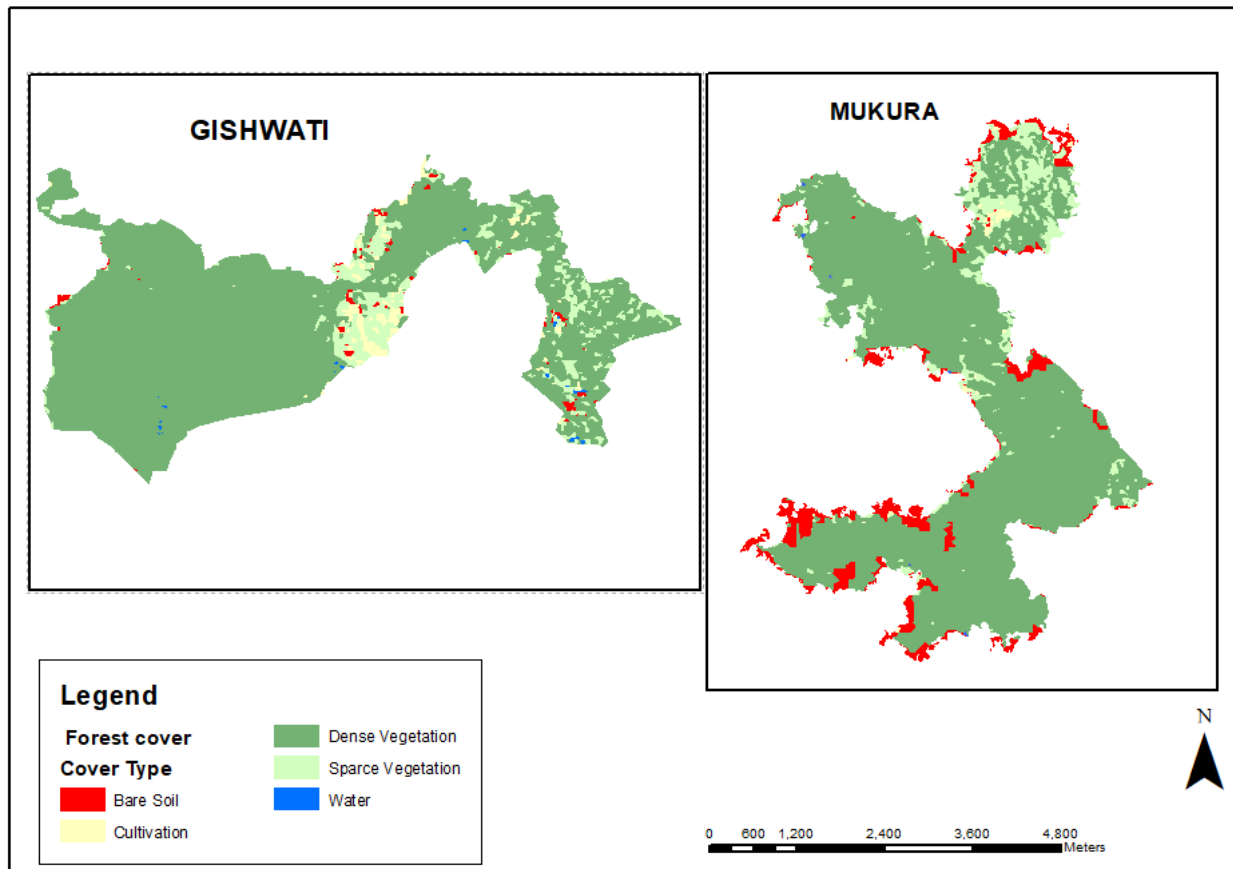 GISHWATI
MUKURA
Legend
Forest cover
Cover Type
Bare Soil
Cultivation
Dense Vegetation
Sparce Vegetation
Water
N
0 600 1,200 2,400 3,600 4,800
Meters